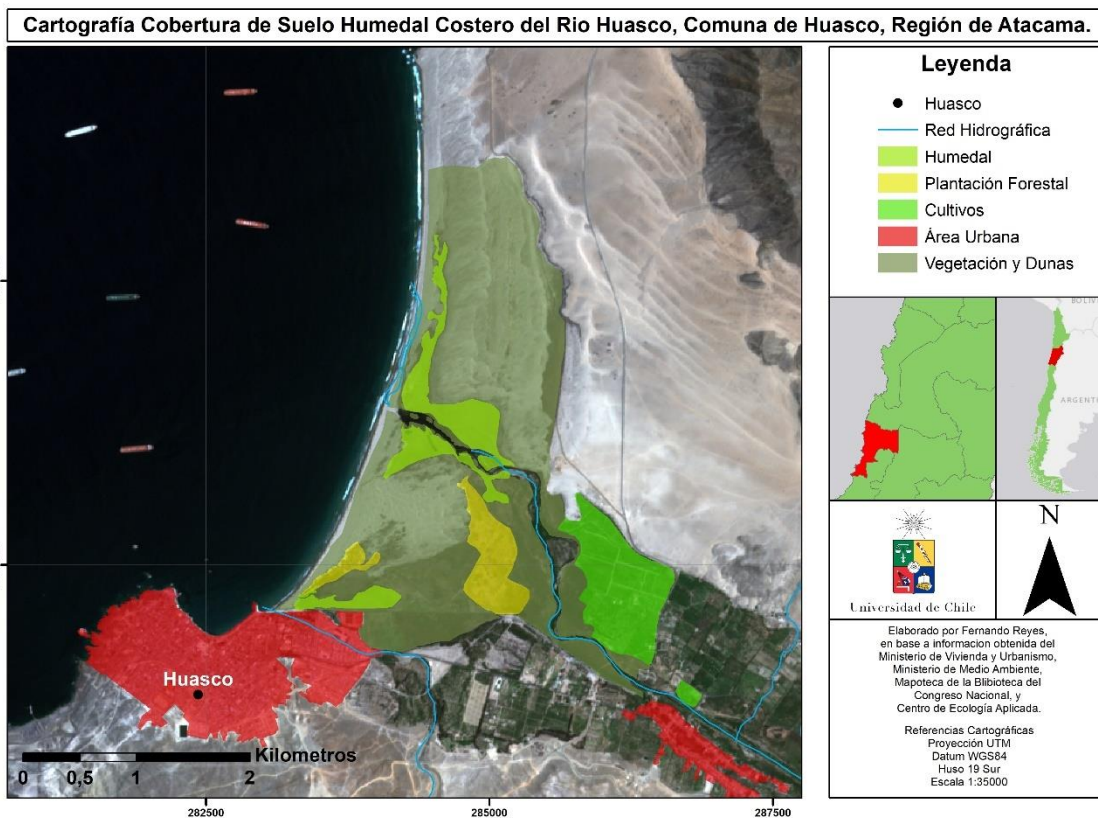 Cartografía Cobertura de Suelo Humedal Costero del Rio Huasco, Comuna de Huasco, Región de Atacama.
Huasco
Kilometros
0 0,5 1 2
282500 285000 287500
Leyenda
Huasco
Red Hidrográfica
Humedal
Plantación Forestal
Cultivos
Área Urbana
Vegetación y Dunas
BOLIV
ARGENT
Universidad de Chile
N
Elaborado por Fernando Reyes,
en base a informacion obtenida del
Ministerio de Vivienda y Urbanismo,
Ministerio de Medio Ambiente,
Mapoteca de la Blibioteca del
Congreso Nacional, y
Centro de Ecología Aplicada.
Referencias Cartográficas
Proyección UTM
Datum WGS84
Huso 19 Sur
Escala 1:35000